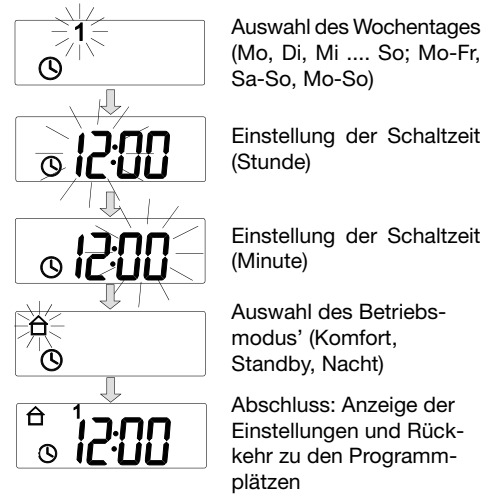 1
Auswahl des Wochentages
(Mo, Di, Mi .... So; Mo-Fr,
Sa-So, Mo-So)
12:00
Einstellung der Schaltzeit
(Stunde)
12:00
Einstellung der Schaltzeit
(Minute)
Auswahl des Betriebs-
modus’ (Komfort,
Standby, Nacht)
1
12:00
Abschluss: Anzeige der
Einstellungen und Rück-
kehr zu den Programm-
plätzen